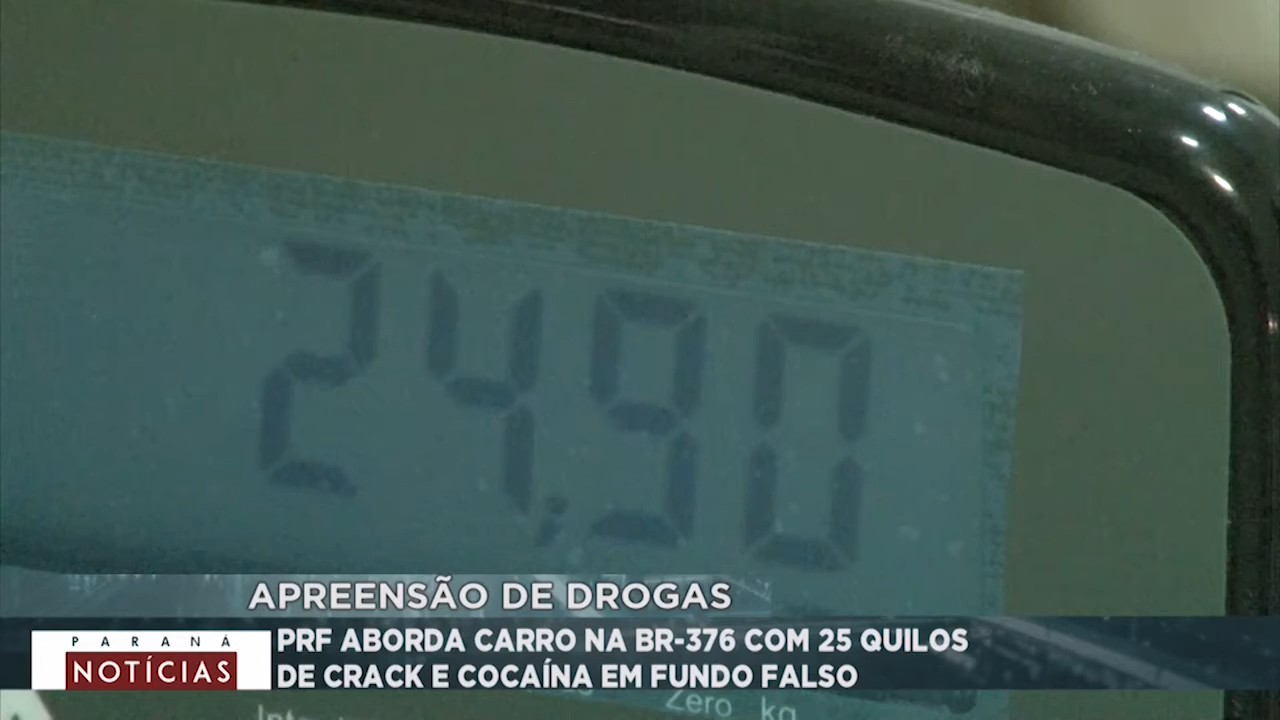 24,90
APREENSÃO DE DROGAS
PARANÁ
NOTÍCIAS
PRF ABORDA CARRO NA BR-376 COM 25 QUILOS
DE CRACK E COCAÍNA EM FUNDO FALSO
Zero kg